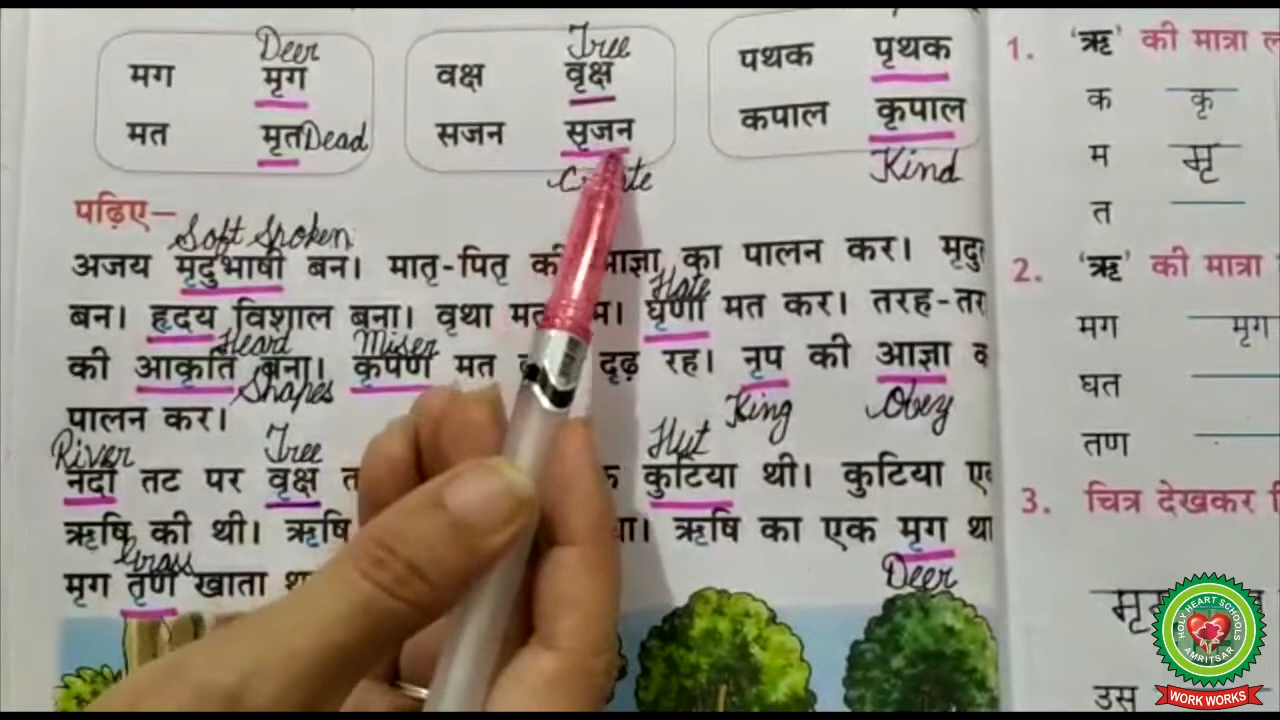 Deer Tree
मग मृग वक्ष वृक्ष पथक पृथक
मत मृत Dead सजन सृजन कपाल कृपाल
Kind
पढ़िए–
Soft Spoken
अजय मृदुभाषी बन। मातृ-पितृ की आज्ञा का पालन कर।
Hate
बन। हृदय विशाल बना। वृथा मत घृणा मत कर। तरह-तर
Heard Miser
की आकृति बना। कृपण मत दृढ़ रह। नृप की आज्ञा
Shapes King Obey
पालन कर।
River Tree Hut
नदी तट पर वृक्ष कुटिया थी। कुटिया
ऋषि की थी। ऋषि ऋषि का एक मृग था
Grass Deer
मृग तृण खाता
1. 'ऋ' की मात्रा
क कृ
म मृ
त
2. 'ऋ' की मात्रा
मग मृग
घत
तण
3. चित्र देखकर
उस
HOLY HEART SCHOOLS
AMRITSAR
WORK WORKS